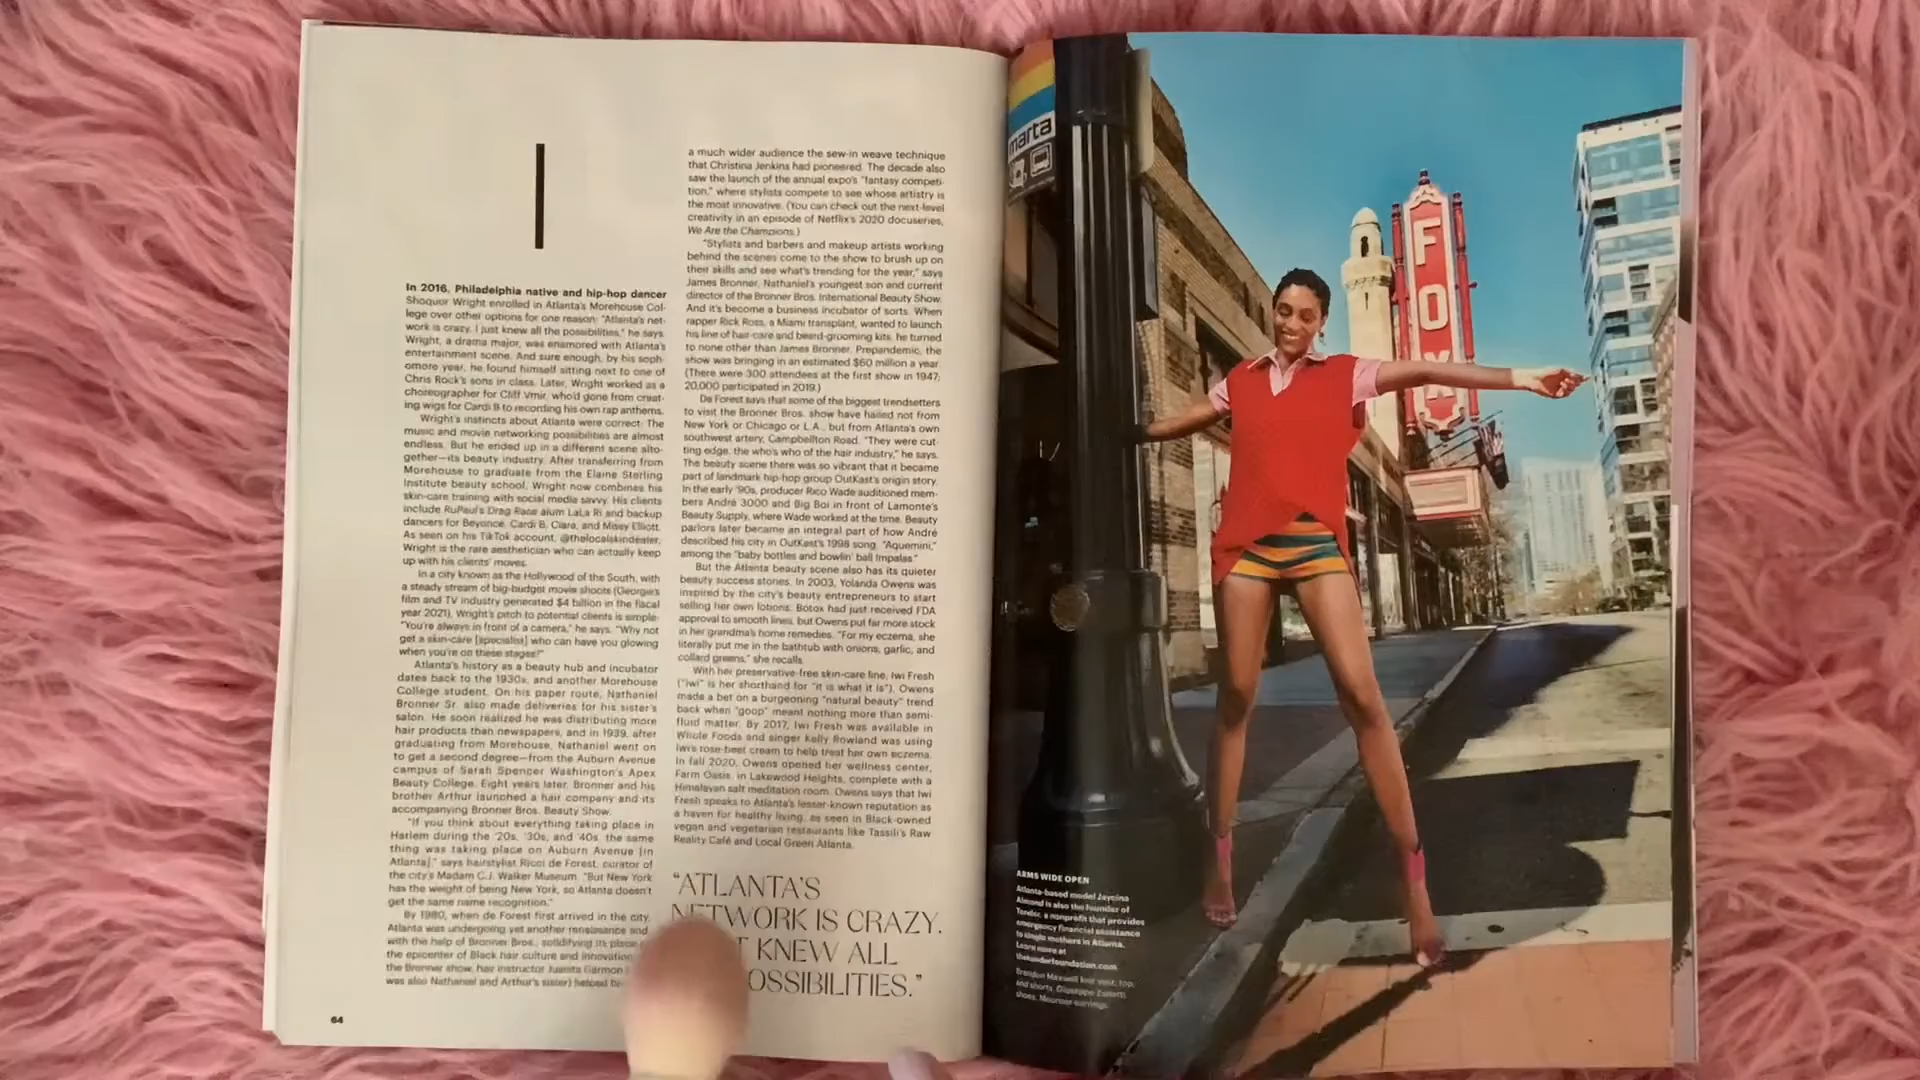 In 2016, Philadelphia native and hip-hop dancer
Shoquor Wright enrolled in Atlanta's Morehouse Col-
lege over other options for one reason: "Atlanta's net-
work is crazy. I just knew all the possibilities," he says.
Wright, a drama major, was enamored with Atlanta's
entertainment scene. And sure enough, by his soph-
omore year, he found himself sitting next to one of
Chris Rock's sons in class. Later, Wright worked as a
choreographer for Cliff Vmir, who'd gone from creat-
ing wigs for Cardi B to recording his own rap anthems.
Wright's instincts about Atlanta were correct: The
music and movie networking possibilities are almost
endless. But he ended up in a different scene alto-
gether—its beauty industry. After transferring from
Morehouse to graduate from the Elaine Sterling
Institute beauty school, Wright now combines his
skin-care training with social media savvy. His clients
include RuPaul's Drag Race alum LaLa Ri and backup
dancers for Beyoncé, Cardi B, Ciara, and Missy Elliott.
As seen on his TikTok account, @thelocalskindealer,
Wright is the rare aesthetician who can actually keep
up with his clients' moves.
In a city known as the Hollywood of the South, with
a steady stream of big-budget movie shoots (Georgia's
film and TV industry generated $4 billion in the fiscal
year 2021), Wright's pitch to potential clients is simple:
"You're always in front of a camera," he says. "Why not
get a skin-care [specialist] who can have you glowing
when you're on these stages?"
Atlanta's history as a beauty hub and incubator
dates back to the 1930s, and another Morehouse
College student. On his paper route, Nathaniel
Bronner Sr. also made deliveries for his sister's
salon. He soon realized he was distributing more
hair products than newspapers, and in 1939, after
graduating from Morehouse, Nathaniel went on
to get a second degree—from the Auburn Avenue
campus of Sarah Spencer Washington's Apex
Beauty College. Eight years later, Bronner and his
brother Arthur launched a hair company and its
accompanying Bronner Bros. Beauty Show.
"If you think about everything taking place in
Harlem during the '20s, '30s, and '40s, the same
thing was taking place on Auburn Avenue [in
Atlanta]," says hairstylist Ricci de Forest, curator of
the city's Madam C.J. Walker Museum. "But New York
has the weight of being New York, so Atlanta doesn't
get the same name recognition."
By 1980, when de Forest first arrived in the city,
Atlanta was undergoing yet another renaissance and
with the help of Bronner Bros., solidifying its place
the epicenter of Black hair culture and innovation
the Bronner show, hair instructor Juanita Garmon
was also Nathaniel and Arthur's sister) helped
64
a much wider audience the sew-in weave technique
that Christina Jenkins had pioneered. The decade also
saw the launch of the annual expo's "fantasy competi-
tion," where stylists compete to see whose artistry is
the most innovative. (You can check out the next-level
creativity in an episode of Netflix's 2020 docuseries,
We Are the Champions.)
"Stylists and barbers and makeup artists working
behind the scenes come to the show to brush up on
their skills and see what's trending for the year," says
James Bronner, Nathaniel's youngest son and current
director of the Bronner Bros. International Beauty Show.
And it's become a business incubator of sorts. When
rapper Rick Ross, a Miami transplant, wanted to launch
his line of hair-care and beard-grooming kits, he turned
to none other than James Bronner. Prepandemic, the
show was bringing in an estimated $60 million a year.
(There were 300 attendees at the first show in 1947;
20,000 participated in 2019.)
De Forest says that some of the biggest trendsetters
to visit the Bronner Bros. show have hailed not from
New York or Chicago or L.A., but from Atlanta's own
southwest artery, Campbellton Road. "They were cut-
ting edge, the who's who of the hair industry," he says.
The beauty scene there was so vibrant that it became
part of landmark hip-hop group OutKast's origin story.
In the early '90s, producer Rico Wade auditioned mem-
bers André 3000 and Big Boi in front of Lamonte's
Beauty Supply, where Wade worked at the time. Beauty
parlors later became an integral part of how André
described his city in OutKast's 1998 song, "Aquemini,"
among the "baby bottles and bowlin' ball Impalas."
But the Atlanta beauty scene also has its quieter
beauty success stories. In 2003, Yolanda Owens was
inspired by the city's beauty entrepreneurs to start
selling her own lotions. Botox had just received FDA
approval to smooth lines, but Owens put far more stock
in her grandma's home remedies. "For my eczema, she
literally put me in the bathtub with onions, garlic, and
collard greens," she recalls.
With her preservative-free skin-care line, Iwi Fresh
("iwi" is her shorthand for "it is what it is"), Owens
made a bet on a burgeoning "natural beauty" trend
back when "goop" meant nothing more than semi-
fluid matter. By 2017, Iwi Fresh was available in
Whole Foods and singer Kelly Rowland was using
Iwi's rose-beet cream to help treat her own eczema.
In fall 2020, Owens opened her wellness center,
Farm Oasis, in Lakewood Heights, complete with a
Himalayan salt meditation room. Owens says that Iwi
Fresh speaks to Atlanta's lesser-known reputation as
a haven for healthy living, as seen in Black-owned
vegan and vegetarian restaurants like Tassili's Raw
Reality Café and Local Green Atlanta.
"ATLANTA'S
NETWORK IS CRAZY.
KNEW ALL
OSSIBILITIES."
marta
FOX
ARMS WIDE OPEN
Atlanta-based model Jaycina
Almond is also the founder of
Tender, a nonprofit that provides
emergency financial assistance
to single mothers in Atlanta.
Learn more at
thetenderfoundation.com.
Brandon Maxwell knit vest, top,
and shorts. Giuseppe Zanotti
shoes. Mounser earrings.